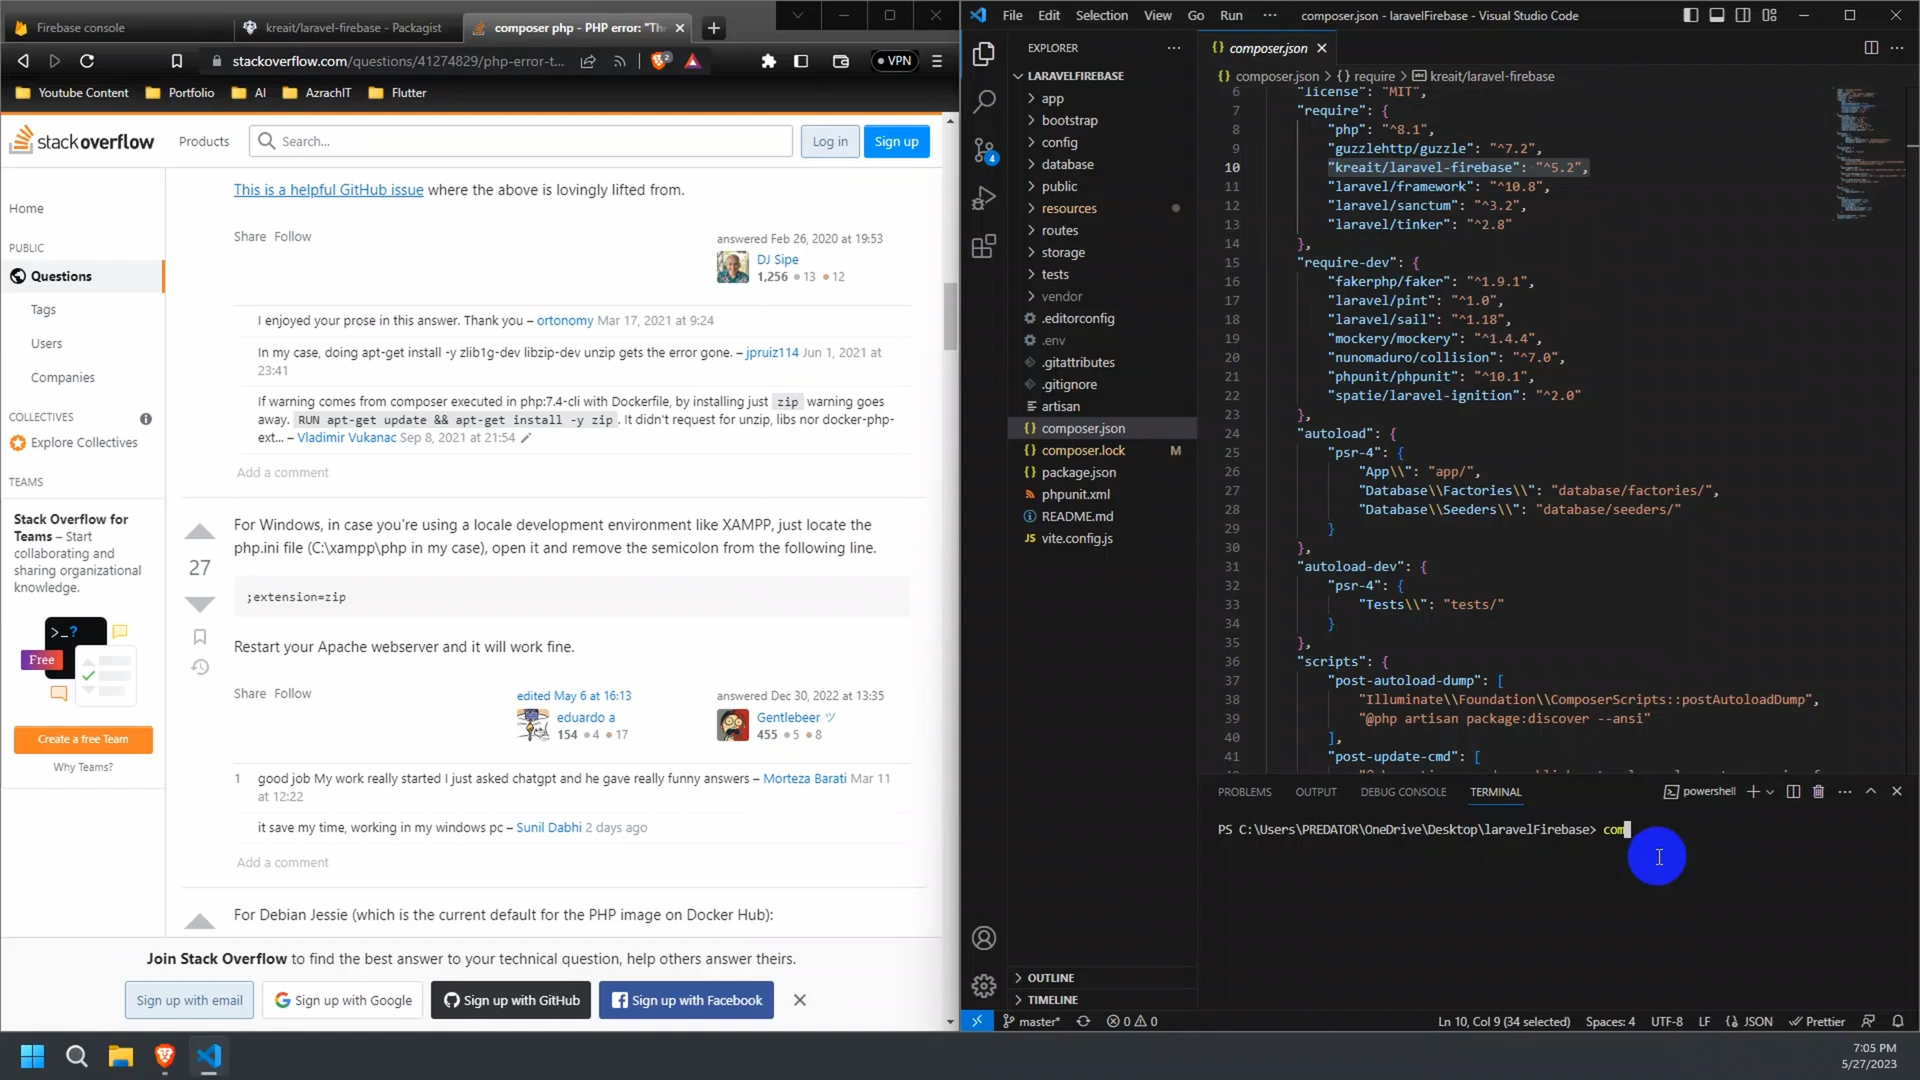 Firebase console
kreait/laravel-firebase - Packagist
composer php - PHP error: "The
stackoverflow.com/questions/41274829/php-error-t...
2
VPN
Youtube Content
Portfolio
AI
AzrachIT
Flutter
stackoverflow
Products
Search...
Log in
Sign up
Home
PUBLIC
Questions
Tags
Users
Companies
COLLECTIVES
Explore Collectives
TEAMS
Stack Overflow for
Teams – Start
collaborating and
sharing organizational
knowledge.
>_?
Free
Create a free Team
Why Teams?
This is a helpful GitHub issue where the above is lovingly lifted from.
Share Follow
answered Feb 26, 2020 at 19:53
DJ Sipe
1,256 13 12
I enjoyed your prose in this answer. Thank you – ortonomy Mar 17, 2021 at 9:24
In my case, doing apt-get install -y zlib1g-dev libzip-dev unzip gets the error gone. – jpruiz114 Jun 1, 2021 at
23:41
If warning comes from composer executed in php:7.4-cli with Dockerfile, by installing just zip warning goes
away. RUN apt-get update && apt-get install -y zip . It didn't request for unzip, libs nor docker-php-
ext... – Vladimir Vukanac Sep 8, 2021 at 21:54
Add a comment
27
For Windows, in case you're using a locale development environment like XAMPP, just locate the
php.ini file (C:\xampp\php in my case), open it and remove the semicolon from the following line.
;extension=zip
Restart your Apache webserver and it will work fine.
Share Follow
edited May 6 at 16:13
eduardo a
154 4 17
answered Dec 30, 2022 at 13:35
Gentlebeer ツ
455 5 8
1 good job My work really started I just asked chatgpt and he gave really funny answers – Morteza Barati Mar 11
at 12:22
it save my time, working in my windows pc – Sunil Dabhi 2 days ago
Add a comment
For Debian Jessie (which is the current default for the PHP image on Docker Hub):
Join Stack Overflow to find the best answer to your technical question, help others answer theirs.
Sign up with email
Sign up with Google
Sign up with GitHub
Sign up with Facebook
File Edit Selection View Go Run ···
composer.json - laravelFirebase - Visual Studio Code
EXPLORER
LARAVELFIREBASE
app
bootstrap
config
database
public
resources
routes
storage
tests
vendor
.editorconfig
.env
.gitattributes
.gitignore
artisan
composer.json
composer.lock M
package.json
phpunit.xml
README.md
JS vite.config.js
OUTLINE
TIMELINE
4
{} composer.json
{} composer.json > {} require > kreait/laravel-firebase
6 "license": "MIT",
7 "require": {
8 "php": "^8.1",
9 "guzzlehttp/guzzle": "^7.2",
10 "kreait/laravel-firebase": "^5.2",
11 "laravel/framework": "^10.8",
12 "laravel/sanctum": "^3.2",
13 "laravel/tinker": "^2.8"
14 },
15 "require-dev": {
16 "fakerphp/faker": "^1.9.1",
17 "laravel/pint": "^1.0",
18 "laravel/sail": "^1.18",
19 "mockery/mockery": "^1.4.4",
20 "nunomaduro/collision": "^7.0",
21 "phpunit/phpunit": "^10.1",
22 "spatie/laravel-ignition": "^2.0"
23 },
24 "autoload": {
25 "psr-4": {
26 "App\\": "app/",
27 "Database\\Factories\\": "database/factories/",
28 "Database\\Seeders\\": "database/seeders/"
29 }
30 },
31 "autoload-dev": {
32 "psr-4": {
33 "Tests\\": "tests/"
34 }
35 },
36 "scripts": {
37 "post-autoload-dump": [
38 "Illuminate\\Foundation\\ComposerScripts::postAutoloadDump",
39 "@php artisan package:discover --ansi"
40 ],
41 "post-update-cmd": [
PROBLEMS OUTPUT DEBUG CONSOLE TERMINAL
powershell
PS C:\Users\PREDATOR\OneDrive\Desktop\laravelFirebase> com
master*
0 0
Ln 10, Col 9 (34 selected)
Spaces: 4
UTF-8
LF
{} JSON
Prettier
7:05 PM
5/27/2023